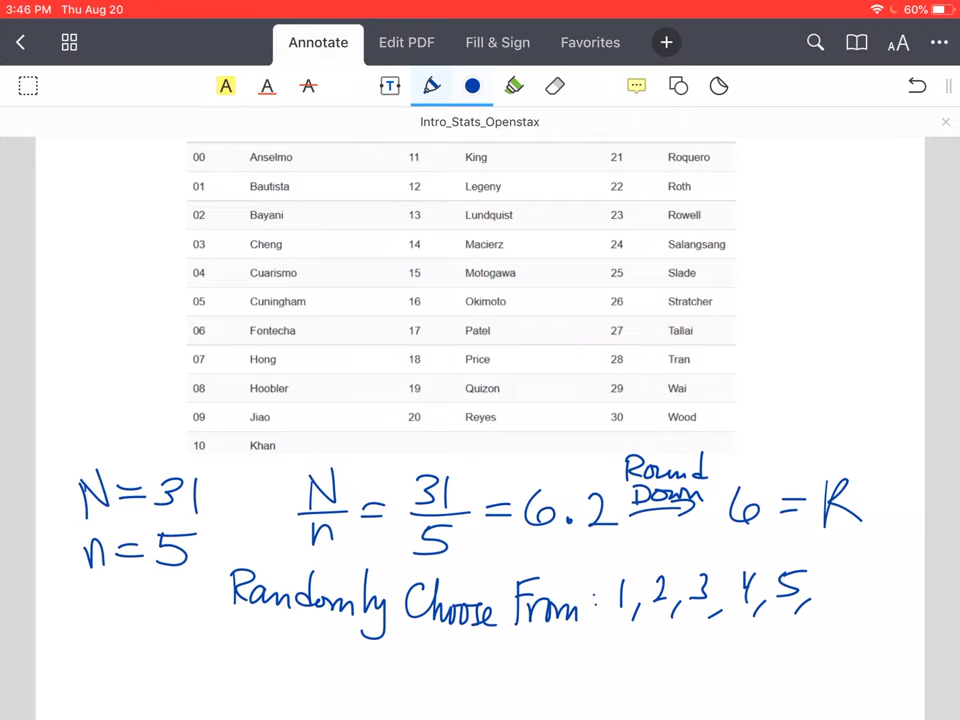 3:46 PM Thu Aug 20 60%
Annotate Edit PDF Fill & Sign Favorites + AA
A A A T
Intro_Stats_Openstax
00 Anselmo 11 King 21 Roquero
01 Bautista 12 Legeny 22 Roth
02 Bayani 13 Lundquist 23 Rowell
03 Cheng 14 Macierz 24 Salangsang
04 Cuarismo 15 Motogawa 25 Slade
05 Cuningham 16 Okimoto 26 Stratcher
06 Fontecha 17 Patel 27 Tallai
07 Hong 18 Price 28 Tran
08 Hoobler 19 Quizon 29 Wai
09 Jiao 20 Reyes 30 Wood
10 Khan
Round
Down
N = 31 N/n = 31/5 = 6.2 6 = R
n = 5
Randomly Choose From: 1, 2, 3, 4, 5,